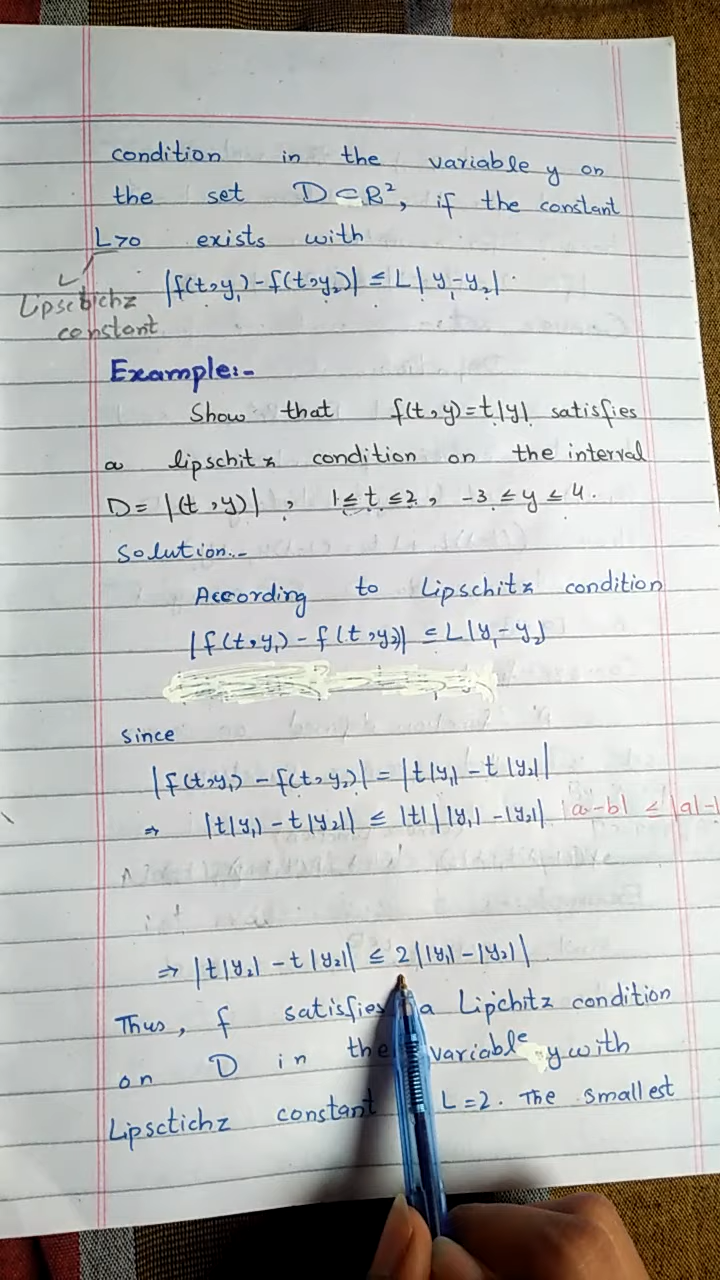 condition in the variable y on
the set D⊂R², if the constant
L>0 exists with
|f(t,y₁)-f(t,y₂)| ≤ L|y₁-y₂|
Lipsctichz
constant
Example:-
Show that f(t,y)=t|y| satisfies
a lipschitz condition on the interval
D= |(t,y)|, 1≤t≤2, -3≤y≤4.
Solution:-
According to Lipschitz condition
|f(t,y₁)-f(t,y₂)| ≤L|y₁-y₂|
since
|f(t,y₁)-f(t,y₂)|=|t|y₁|-t|y₂||
⇒ |t|y₁|-t|y₂|| ≤ |t|||y₁|-|y₂|| |a-b| ≤ |a|-
⇒ |t|y₂|-t|y₂|| ≤ 2||y₁|-|y₂||
Thus, f satisfies a Lipchitz condition
on D in the variable y with
Lipsctichz constant L=2. The smallest